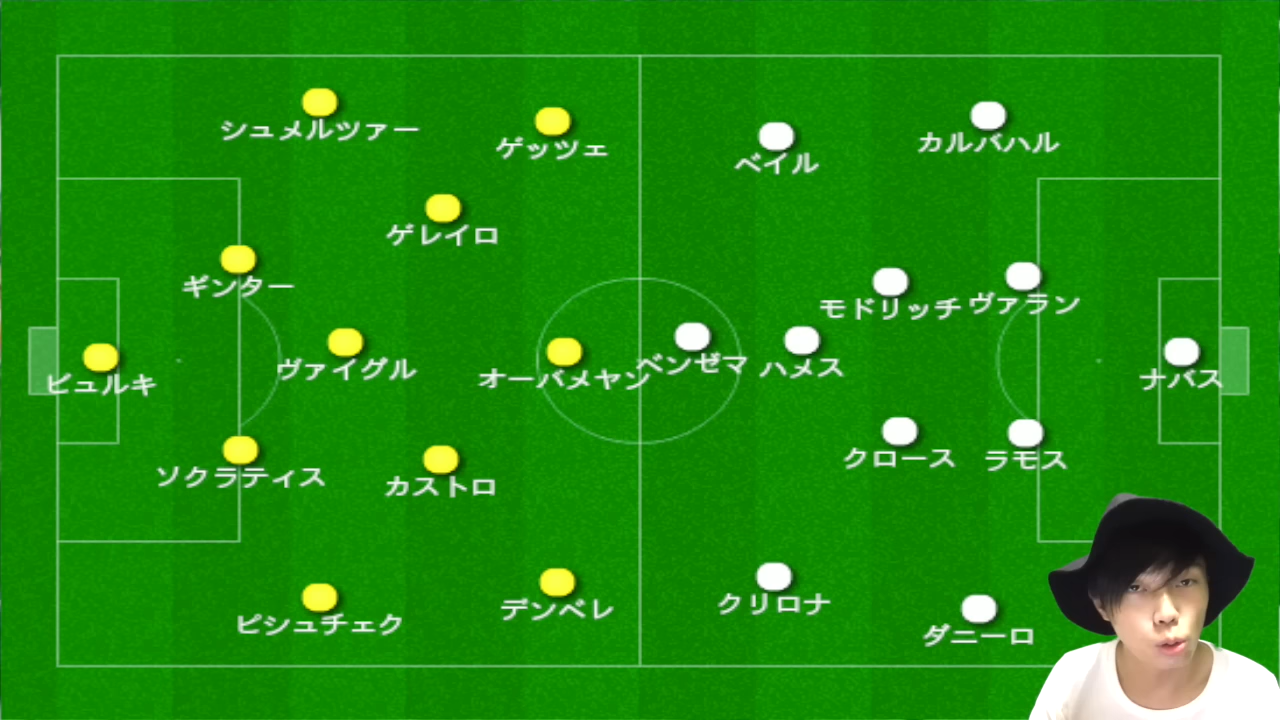 シュメルツァー
ゲッツェ
ベイル
カルバハル
ゲレイロ
ギンター
モドリッチ
ヴァラン
ビュルキ
ヴァイグル
オーバメヤン
ベンゼマ
ハメス
ナバス
ソクラティス
カストロ
クロース
ラモス
ピシュチェク
デンベレ
クリロナ
ダニーロ